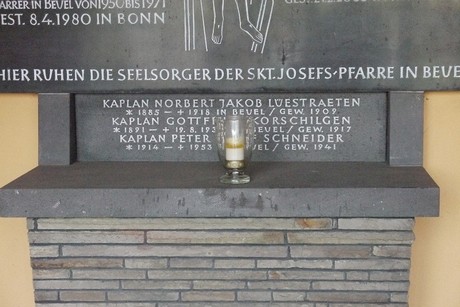 PFARRER IN BEUEL VON 1950 BIS 1971
GEST. 8.4.1980 IN BONN
HIER RUHEN DIE SEELSORGER DER SKT. JOSEFS-PFARRE IN BEUEL
KAPLAN NORBERT JAKOB LÜESTRAETEN
*1885 – +1918 IN BEUEL / GEW. 1909
KAPLAN GOTTFR KORSCHILGEN
*1891 – +19.8.19 BEUEL / GEW. 1917
KAPLAN PETER SCHNEIDER
*1914 – +1953 BEUEL / GEW. 1941